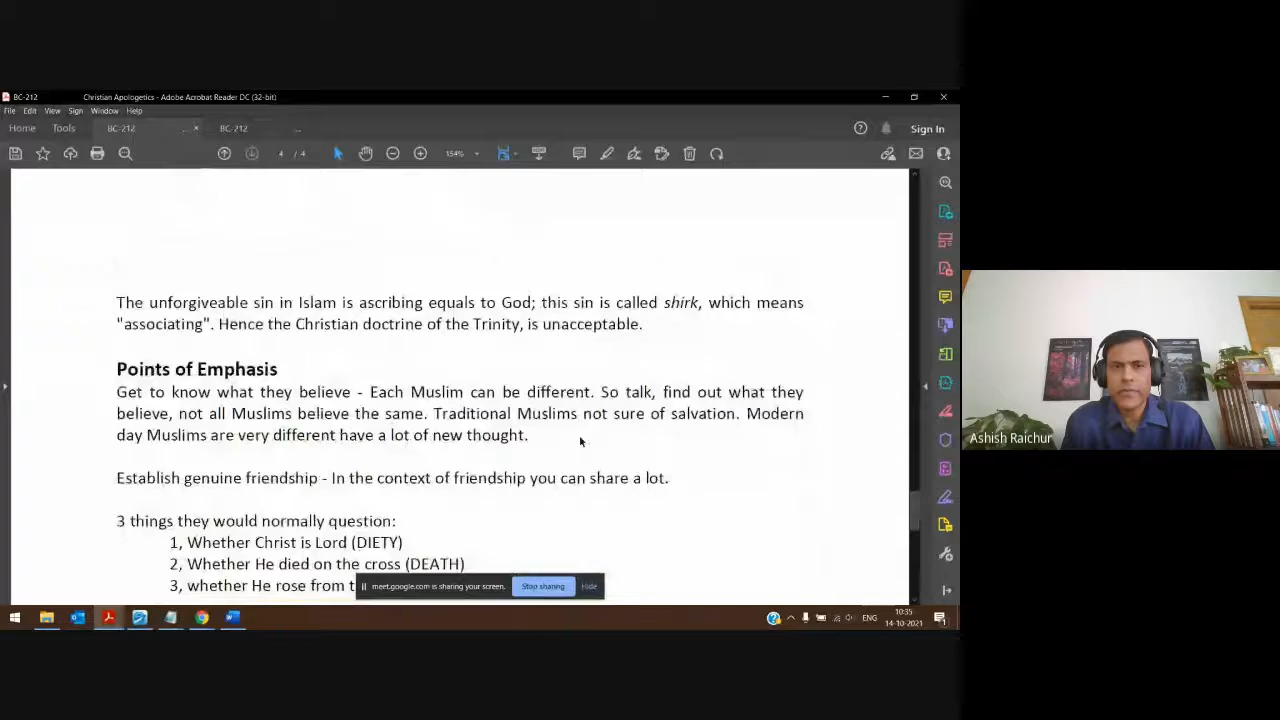 BC-212
Christian Apologetics - Adobe Acrobat Reader DC (32-bit)
File Edit View Sign Window Help
Home Tools BC-212 ... × BC-212 ...
Sign In
4 / 4 154%
The unforgiveable sin in Islam is ascribing equals to God; this sin is called shirk, which means
"associating". Hence the Christian doctrine of the Trinity, is unacceptable.
Points of Emphasis
Get to know what they believe - Each Muslim can be different. So talk, find out what they
believe, not all Muslims believe the same. Traditional Muslims not sure of salvation. Modern
day Muslims are very different have a lot of new thought.
Establish genuine friendship - In the context of friendship you can share a lot.
3 things they would normally question:
1, Whether Christ is Lord (DIETY)
2, Whether He died on the cross (DEATH)
3, whether He rose from t
meet.google.com is sharing your screen. Stop sharing Hide
Ashish Raichur
ENG
10:35
14-10-2021